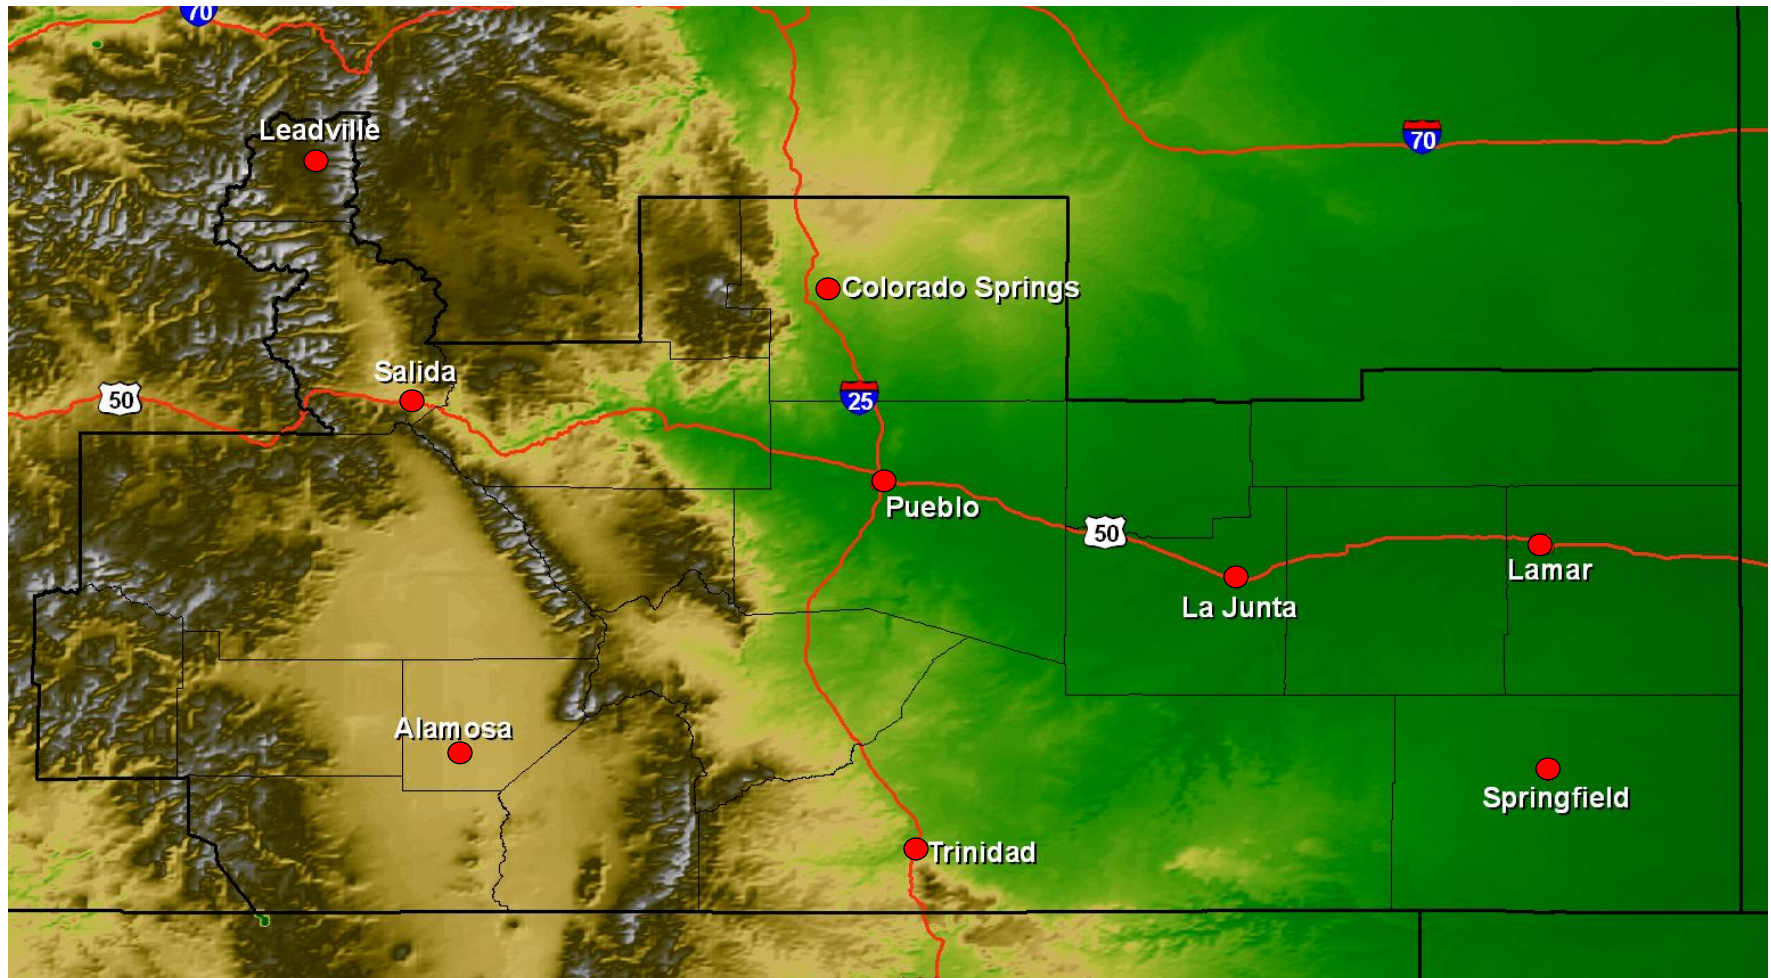 70
Leadville
70
Colorado Springs
Salida
50
25
Pueblo
50
Lamar
La Junta
Alamosa
Springfield
Trinidad